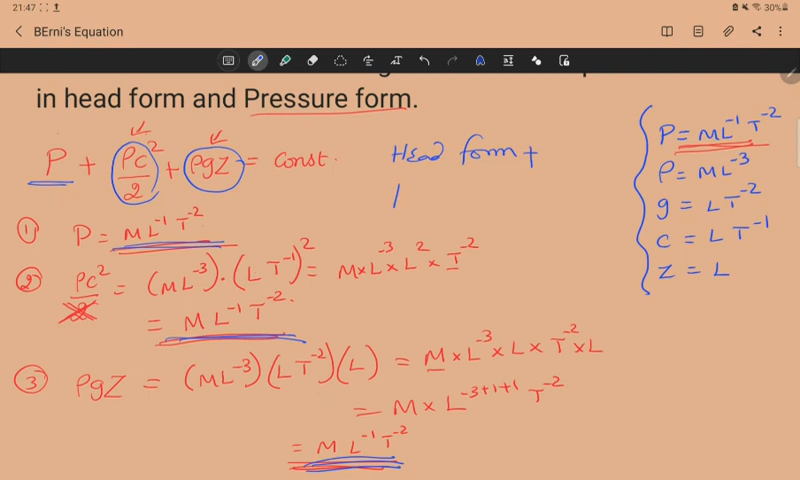 21:47
30%
BErni's Equation
in head form and Pressure form.
P + ρc²/2 + ρgZ = const.
Head form +
① P = ML⁻¹T⁻²
② ρc²/2 = (ML⁻³)·(LT⁻¹)² = M×L⁻³×L²×T⁻²
= ML⁻¹T⁻².
③ ρgZ = (ML⁻³)(LT⁻²)(L) = M×L⁻³×L×T⁻²×L
= M×L⁻³⁺¹⁺¹ T⁻²
= M L⁻¹T⁻²
P = ML⁻¹T⁻²
ρ = ML⁻³
g = LT⁻²
c = LT⁻¹
z = L